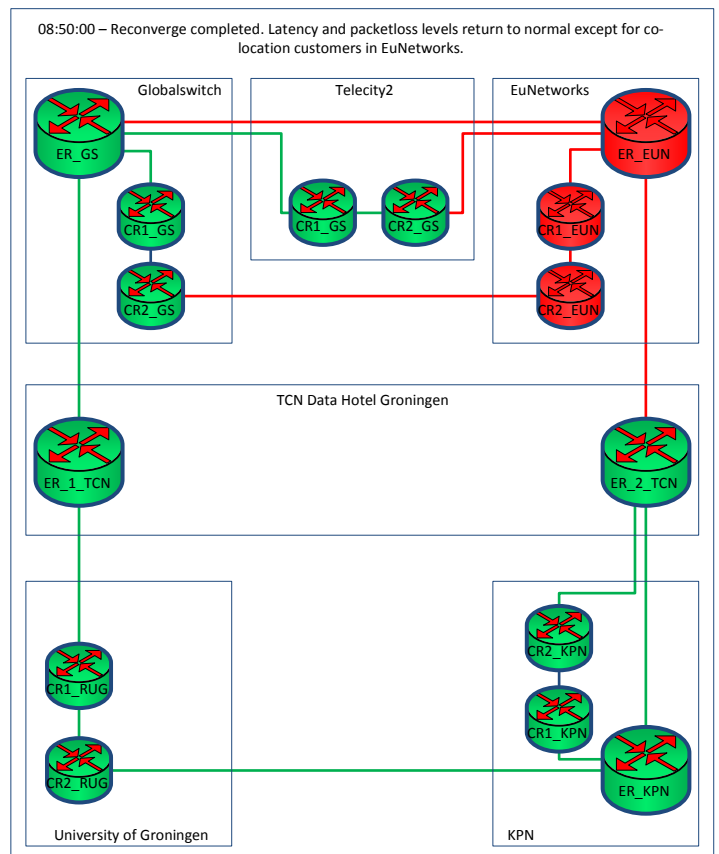 08:50:00 – Reconverge completed. Latency and packetloss levels return to normal except for co-
location customers in EuNetworks.
Globalswitch
Telecity2
EuNetworks
ER_GS
ER_EUN
CR1_GS
CR1_GS
CR2_GS
CR1_EUN
CR2_GS
CR2_EUN
TCN Data Hotel Groningen
ER_1_TCN
ER_2_TCN
CR2_KPN
CR1_RUG
CR1_KPN
CR2_RUG
ER_KPN
University of Groningen
KPN